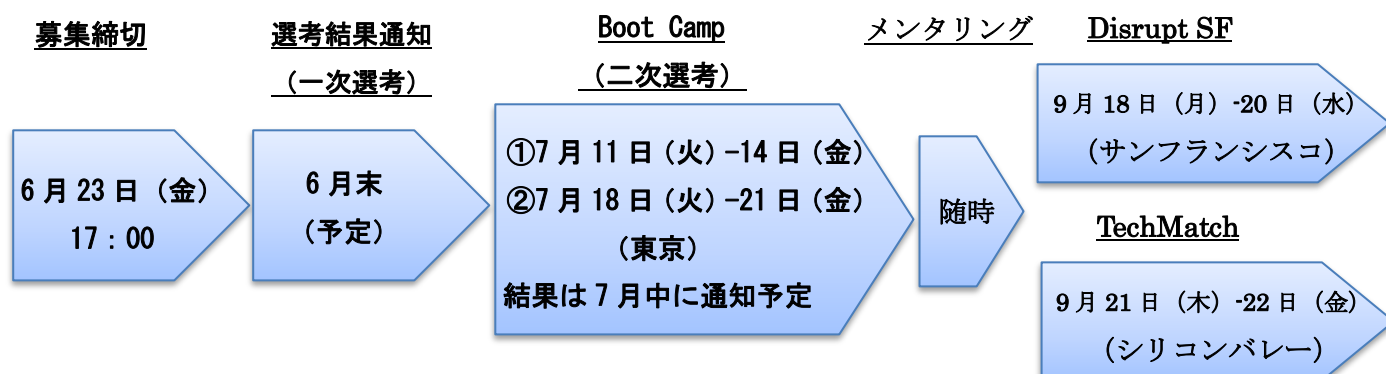 募集締切
6月23日（金）
17：00
選考結果通知
（一次選考）
6月末
（予定）
Boot Camp
（二次選考）
①7月11日（火）-14日（金）
②7月18日（火）-21日（金）
（東京）
結果は7月中に通知予定
メンタリング
随時
Disrupt SF
9月18日（月）-20日（水）
（サンフランシスコ）
TechMatch
9月21日（木）-22日（金）
（シリコンバレー）